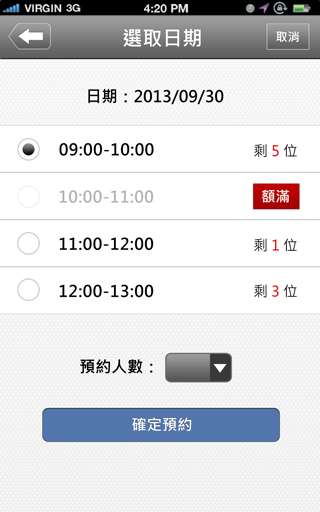 VIRGIN 3G 4:20 PM
選取日期 取消
日期：2013/09/30
09:00-10:00 剩 5 位
10:00-11:00 額滿
11:00-12:00 剩 1 位
12:00-13:00 剩 3 位
預約人數：
確定預約